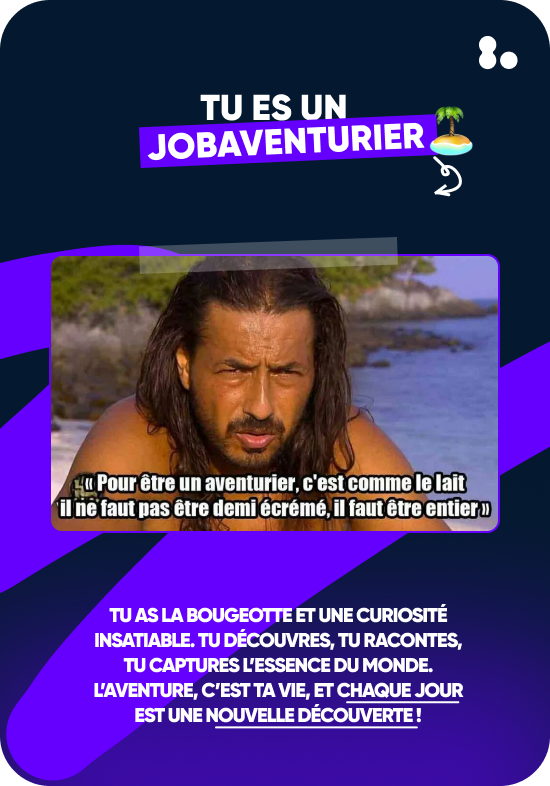 TU ES UN
JOBAVENTURIER
« Pour être un aventurier, c'est comme le lait
il ne faut pas être demi écrémé, il faut être entier »
TU AS LA BOUGEOTTE ET UNE CURIOSITÉ
INSATIABLE. TU DÉCOUVRES, TU RACONTES,
TU CAPTURES L'ESSENCE DU MONDE.
L'AVENTURE, C'EST TA VIE, ET CHAQUE JOUR
EST UNE NOUVELLE DÉCOUVERTE !